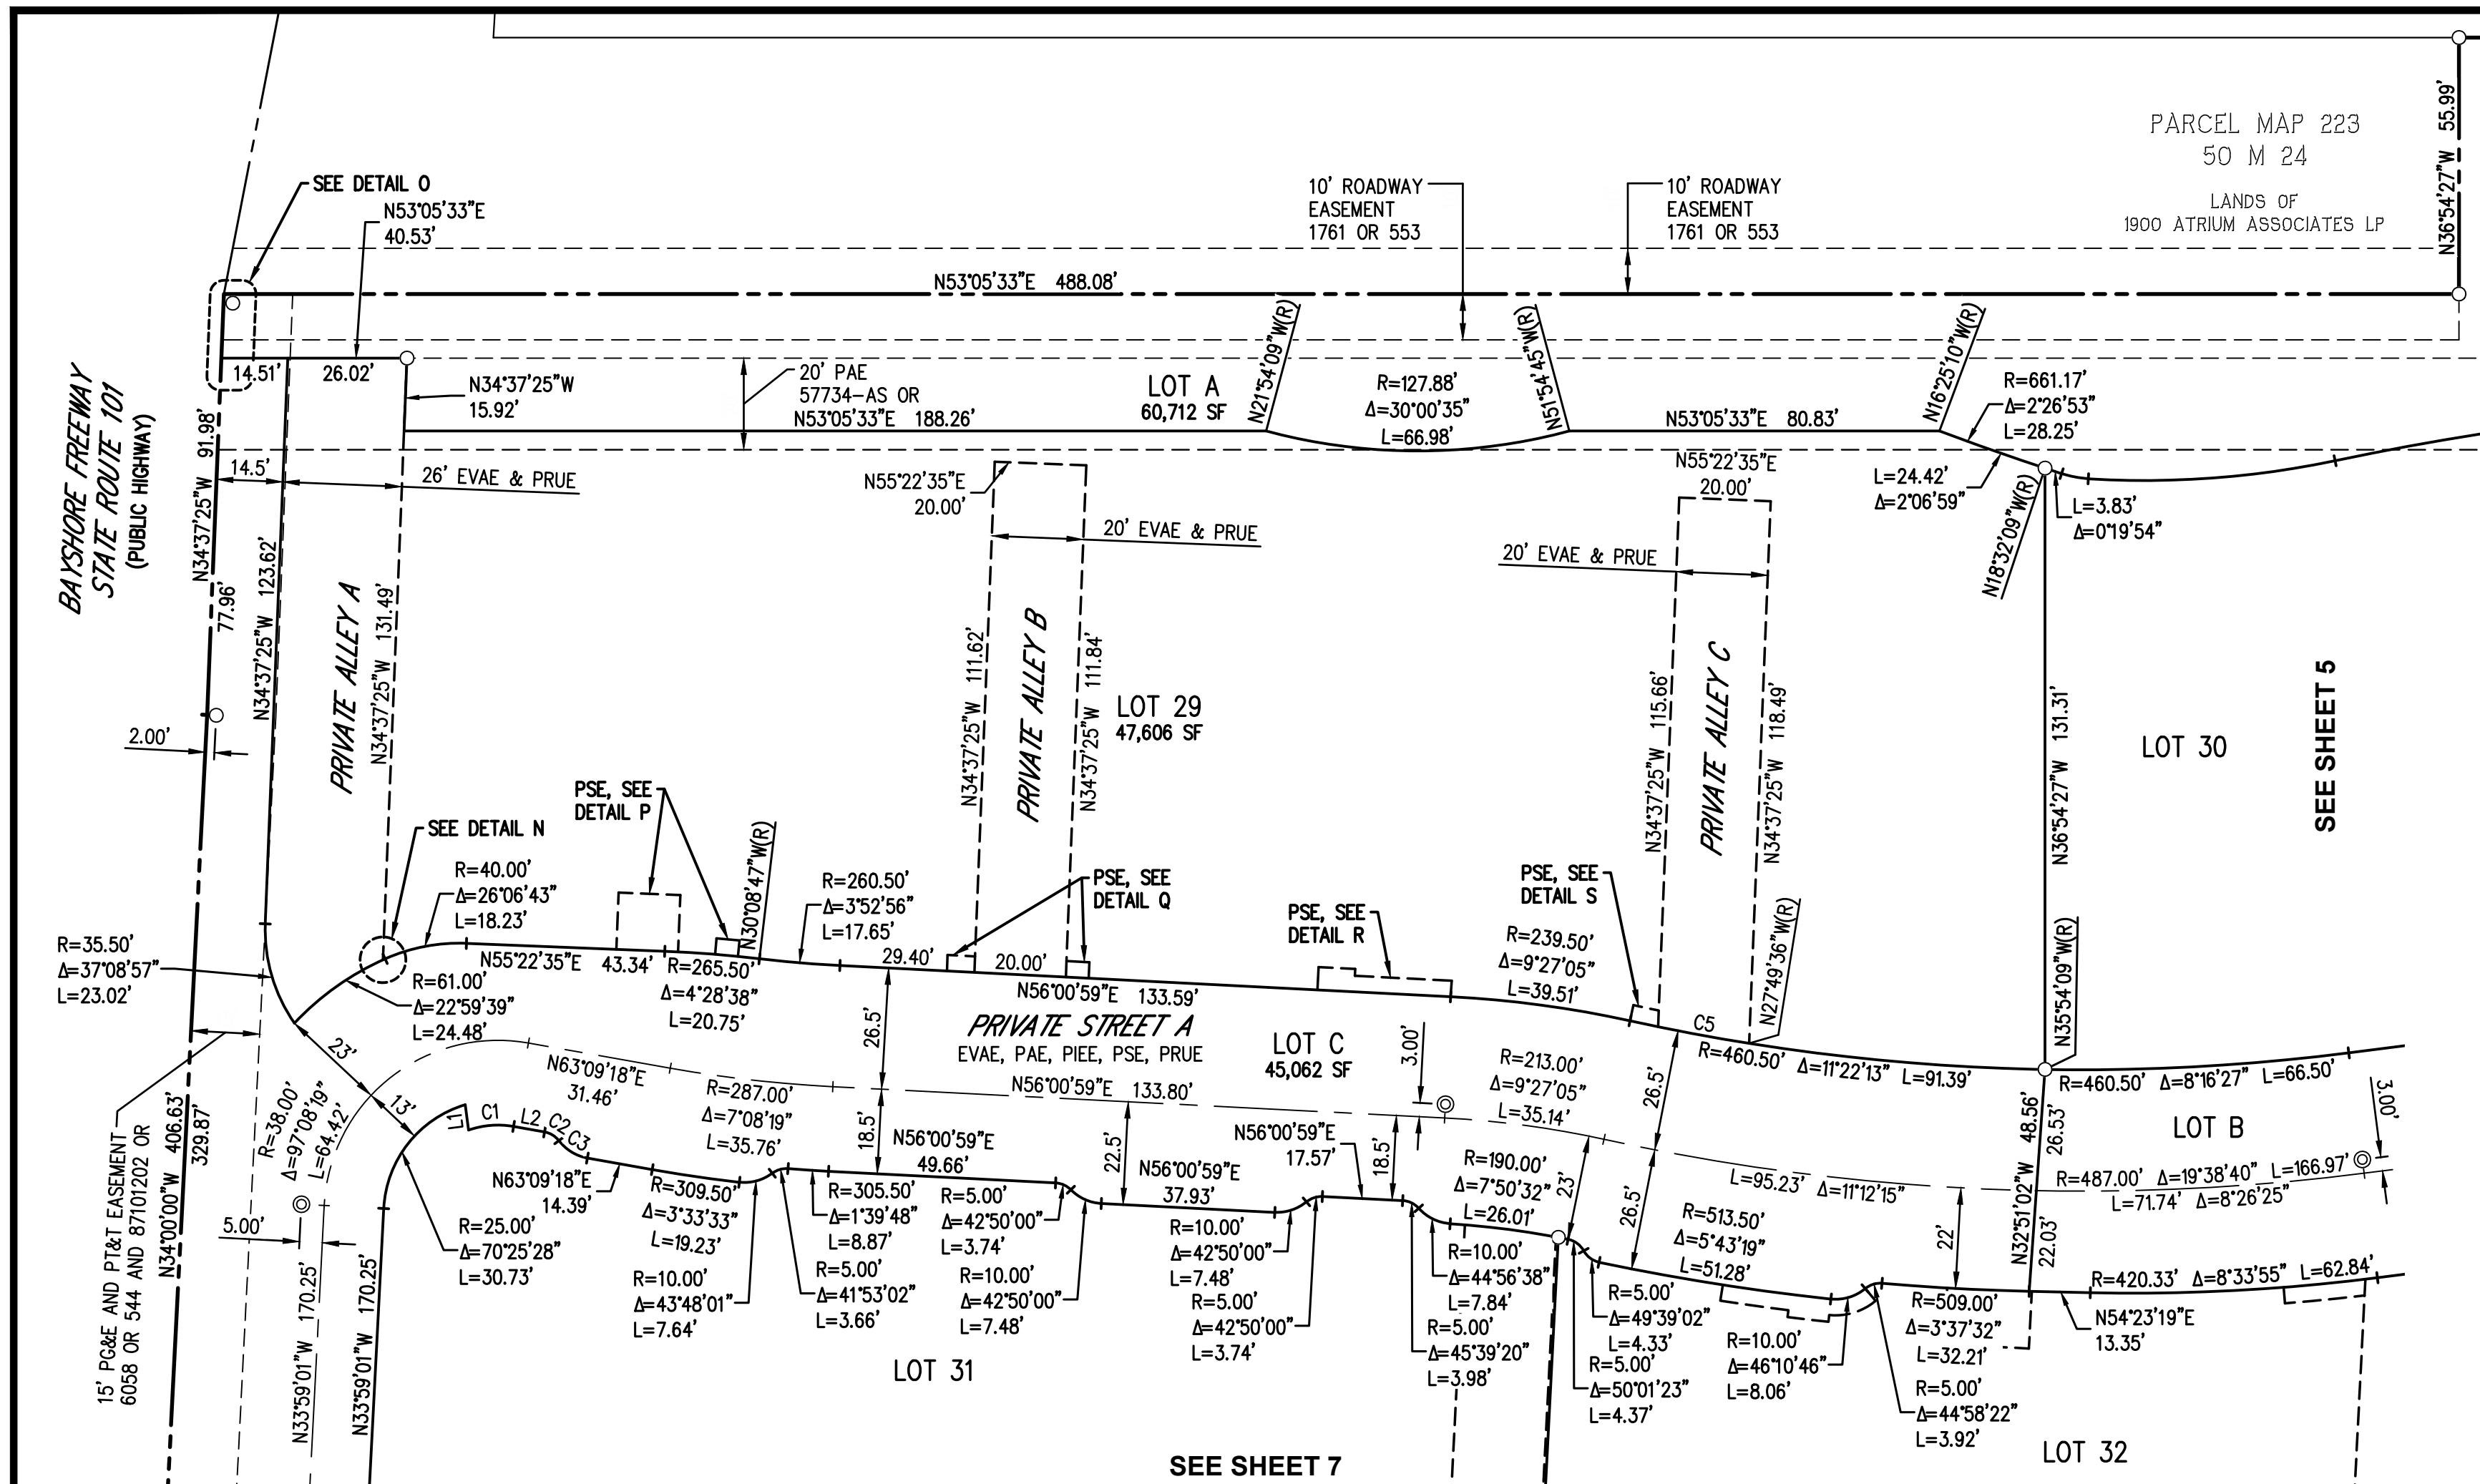 PARCEL MAP 223
50 M 24
LANDS OF
1900 ATRIUM ASSOCIATES LP
N36°54'27"W 55.99'
SEE DETAIL O
N53°05'33"E
40.53'
10' ROADWAY
EASEMENT
1761 OR 553
10' ROADWAY
EASEMENT
1761 OR 553
N53°05'33"E 488.08'
14.51'
26.02'
N34°37'25"W
15.92'
20' PAE
57734-AS OR
N53°05'33"E 188.26'
LOT A
60,712 SF
N21°54'09"W(R)
R=127.88'
Δ=30°00'35"
L=66.98'
N51°54'45"W(R)
N53°05'33"E 80.83'
N16°25'10"W(R)
R=661.17'
Δ=2°26'53"
L=28.25'
L=24.42'
Δ=2°06'59"
L=3.83'
Δ=0°19'54"
N18°32'09"W(R)
BAYSHORE FREEWAY
STATE ROUTE 101
(PUBLIC HIGHWAY)
N34°37'25"W 91.98'
77.96'
14.5'
26' EVAE & PRUE
N34°37'25"W 123.62'
PRIVATE ALLEY A
N34°37'25"W 131.49'
2.00'
N55°22'35"E
20.00'
20' EVAE & PRUE
N34°37'25"W 111.62'
PRIVATE ALLEY B
N34°37'25"W 111.84'
LOT 29
47,606 SF
N55°22'35"E
20.00'
20' EVAE & PRUE
N34°37'25"W 115.66'
PRIVATE ALLEY C
N34°37'25"W 118.49'
N36°54'27"W 131.31'
LOT 30
SEE SHEET 5
PSE, SEE
DETAIL P
SEE DETAIL N
R=40.00'
Δ=26°06'43"
L=18.23'
N30°08'47"W(R)
R=260.50'
Δ=3°52'56"
L=17.65'
PSE, SEE
DETAIL Q
PSE, SEE
DETAIL R
PSE, SEE
DETAIL S
R=239.50'
Δ=9°27'05"
L=39.51'
N27°49'36"W(R)
N35°54'09"W(R)
R=35.50'
Δ=37°08'57"
L=23.02'
R=61.00'
Δ=22°59'39"
L=24.48'
N55°22'35"E 43.34'
R=265.50'
Δ=4°28'38"
L=20.75'
29.40'
20.00'
N56°00'59"E 133.59'
PRIVATE STREET A
EVAE, PAE, PIEE, PSE, PRUE
LOT C
45,062 SF
26.5'
3.00'
C5
R=460.50' Δ=11°22'13" L=91.39'
R=460.50' Δ=8°16'27" L=66.50'
3.00'
23'
13'
N63°09'18"E
31.46'
R=287.00'
Δ=7°08'19"
L=35.76'
N56°00'59"E 133.80'
R=213.00'
Δ=9°27'05"
L=35.14'
26.5'
N32°51'02"W 48.56'
26.53'
22.03'
LOT B
15' PG&E AND PT&T EASEMENT
6058 OR 544 AND 87101202 OR
N34°00'00"W 406.63'
329.87'
R=38.00'
Δ=97°08'19"
L=64.42'
L1
C1
L2
C2
C3
18.5'
N56°00'59"E
49.66'
22.5'
N56°00'59"E
37.93'
N56°00'59"E
17.57'
18.5'
R=190.00'
Δ=7°50'32"
L=26.01'
23'
26.5'
L=95.23' Δ=11°12'15"
R=487.00' Δ=19°38'40" L=166.97'
L=71.74' Δ=8°26'25"
5.00'
N33°59'01"W 170.25'
N33°59'01"W 170.25'
R=25.00'
Δ=70°25'28"
L=30.73'
N63°09'18"E
14.39'
R=309.50'
Δ=3°33'33"
L=19.23'
R=10.00'
Δ=43°48'01"
L=7.64'
R=305.50'
Δ=1°39'48"
L=8.87'
R=5.00'
Δ=41°53'02"
L=3.66'
R=5.00'
Δ=42°50'00"
L=3.74'
R=10.00'
Δ=42°50'00"
L=7.48'
R=10.00'
Δ=42°50'00"
L=7.48'
R=5.00'
Δ=42°50'00"
L=3.74'
R=10.00'
Δ=44°56'38"
L=7.84'
R=5.00'
Δ=45°39'20"
L=3.98'
R=513.50'
Δ=5°43'19"
L=51.28'
R=5.00'
Δ=49°39'02"
L=4.33'
R=5.00'
Δ=50°01'23"
L=4.37'
R=10.00'
Δ=46°10'46"
L=8.06'
22'
R=509.00'
Δ=3°37'32"
L=32.21'
R=5.00'
Δ=44°58'22"
L=3.92'
R=420.33' Δ=8°33'55" L=62.84'
N54°23'19"E
13.35'
LOT 31
LOT 32
SEE SHEET 7